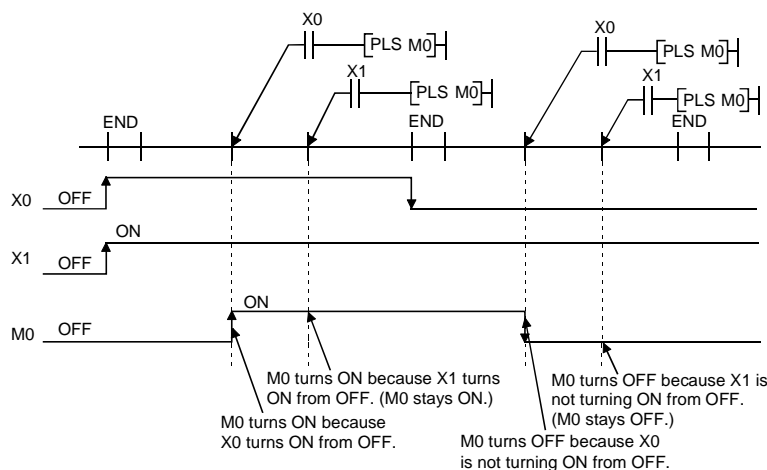 X0
PLS M0
X1
PLS M0
X0
PLS M0
X1
PLS M0
END
END
END
X0 OFF
ON
X1 OFF
ON
M0 OFF
M0 turns ON because X1 turns
ON from OFF. (M0 stays ON.)
M0 turns ON because
X0 turns ON from OFF.
M0 turns OFF because X1 is
not turning ON from OFF.
(M0 stays OFF.)
M0 turns OFF because X0
is not turning ON from OFF.